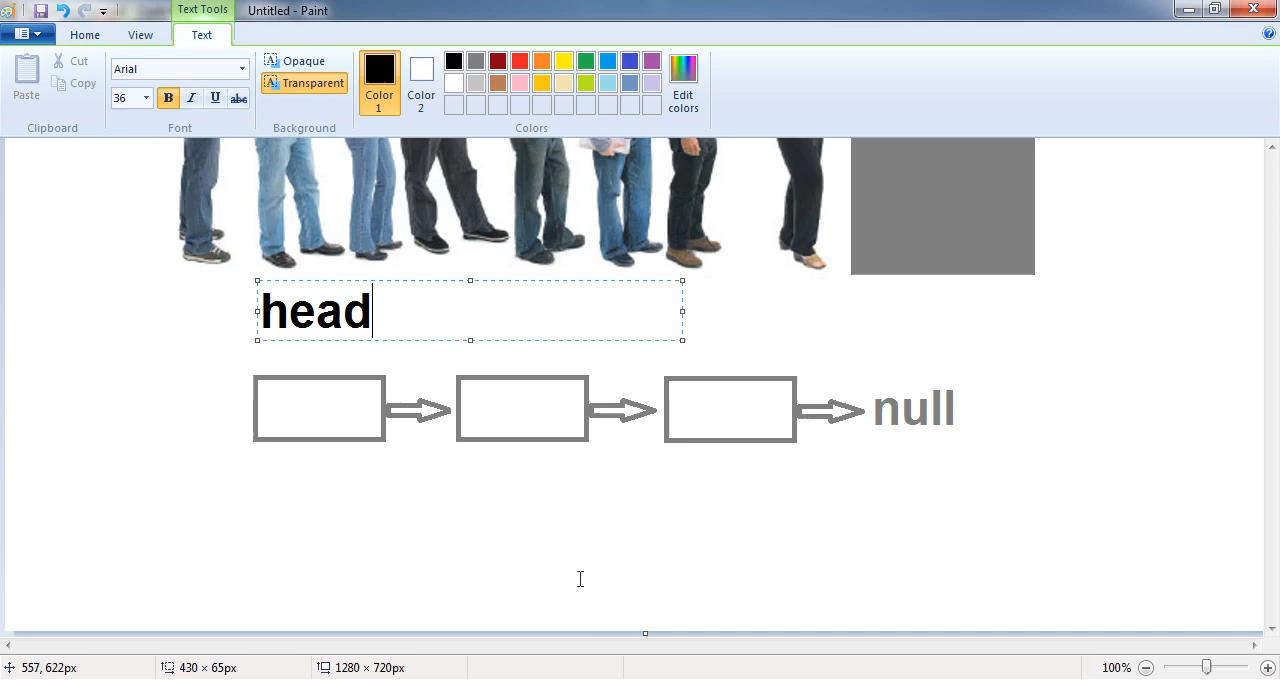 Text Tools
Untitled - Paint
Home
View
Text
Paste
Cut
Copy
Clipboard
Arial
36
B I U abc
Font
Opaque
Transparent
Background
Color 1
Color 2
Edit colors
Colors
head
null
557, 622px
430 × 65px
1280 × 720px
100%